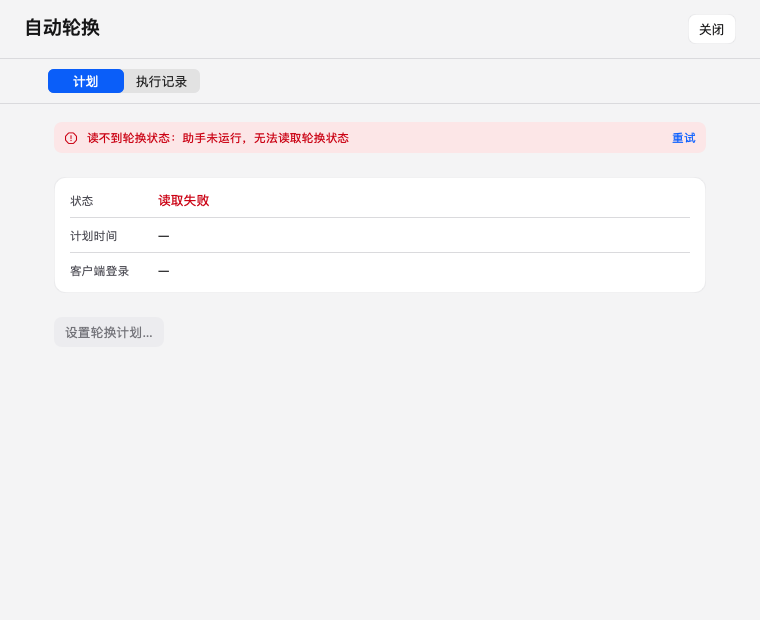 自动轮换
关闭
计划 执行记录
读不到轮换状态：助手未运行，无法读取轮换状态 重试
状态 读取失败
计划时间 —
客户端登录 —
设置轮换计划...